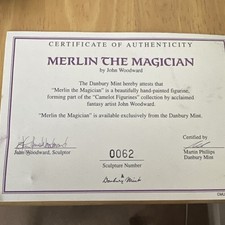 CERTIFICATE OF AUTHENTICITY
MERLIN THE MAGICIAN
by John Woodward
The Danbury Mint hereby attests that
"Merlin the Magician" is a beautifully hand-painted figurine,
forming part of the "Camelot Figurines" collection by acclaimed
fantasy artist John Woodward.
"Merlin the Magician" is available exclusively from the Danbury Mint.
Certified by
John Woodward, Sculptor
0062
Sculpture Number
Martin Phillips
Danbury Mint
Danbury Mint